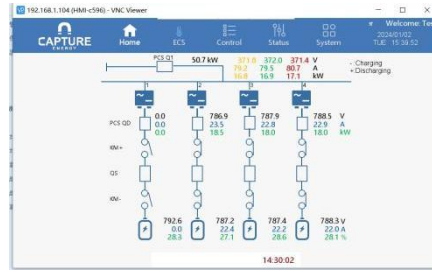 192.168.1.104 (HMI-c596) - VNC Viewer
CAPTURE
ENERGY
Home
ECS
Control
Status
System
Welcome: Te
2024/01/02
TUE 15:39:52
PCS Q1 50.7 kW 371.8 372.0 371.4 V
79.2 79.5 80.7 A
16.8 16.5 17.1 kW
- Charging
+ Discharging
1 2 3 4
PCS QD 0.0 786.9 787.9 788.5 V
0.0 23.5 22.8 22.9 A
0.0 18.5 18.0 18.0 kW
KM+
QS
KM-
792.6 787.2 787.4 788.3 V
0.0 22.4 22.2 22.0 A
28.3 27.1 28.6 28.1 %
14:30:02